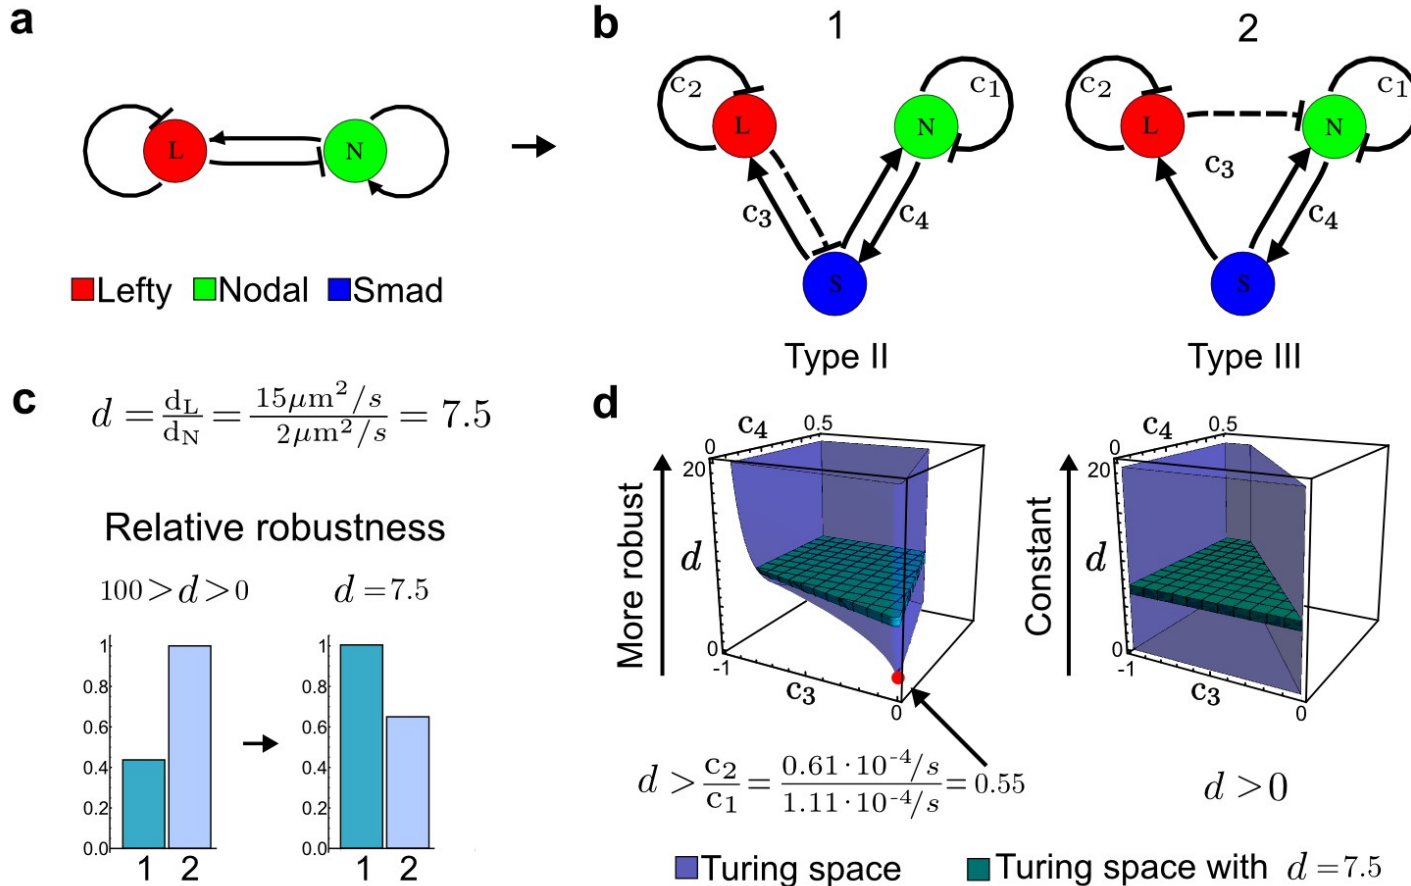 a
L
N
Lefty
Nodal
Smad
b
1
c2
c1
L
N
c3
c4
S
Type II
2
c2
c1
L
N
c3
c4
S
Type III
c
d = dL/dN = 15μm²/s / 2μm²/s = 7.5
Relative robustness
100 > d > 0
d = 7.5
1
0.8
0.6
0.4
0.2
0.0
1 2
1
0.8
0.6
0.4
0.2
0.0
1 2
d
More robust
0
c4
0.5
20
d
0
-1
c3
0
d > c2/c1 = 0.61·10⁻⁴/s / 1.11·10⁻⁴/s = 0.55
Constant
0
c4
0.5
20
d
0
-1
c3
0
d > 0
Turing space
Turing space with d = 7.5